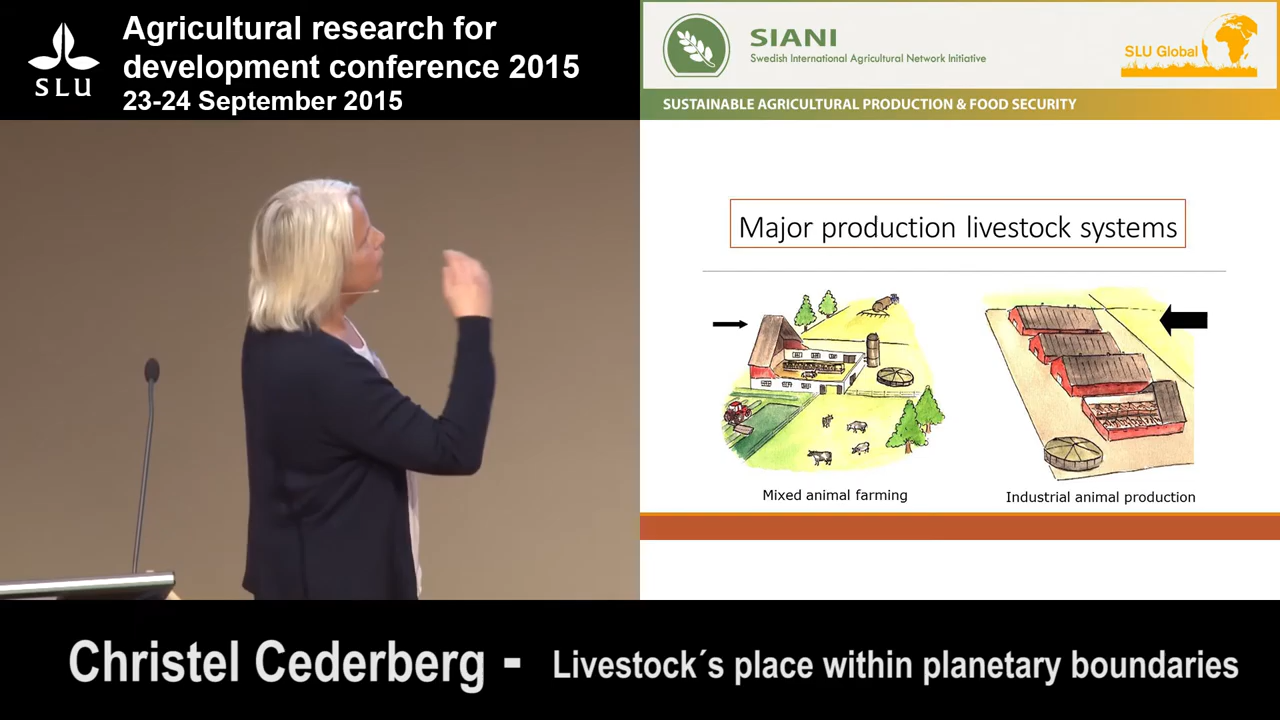 SLU
Agricultural research for
development conference 2015
23-24 September 2015
SIANI
Swedish International Agricultural Network Initiative
SLU Global
SUSTAINABLE AGRICULTURAL PRODUCTION & FOOD SECURITY
Major production livestock systems
Mixed animal farming
Industrial animal production
Christel Cederberg - Livestock´s place within planetary boundaries